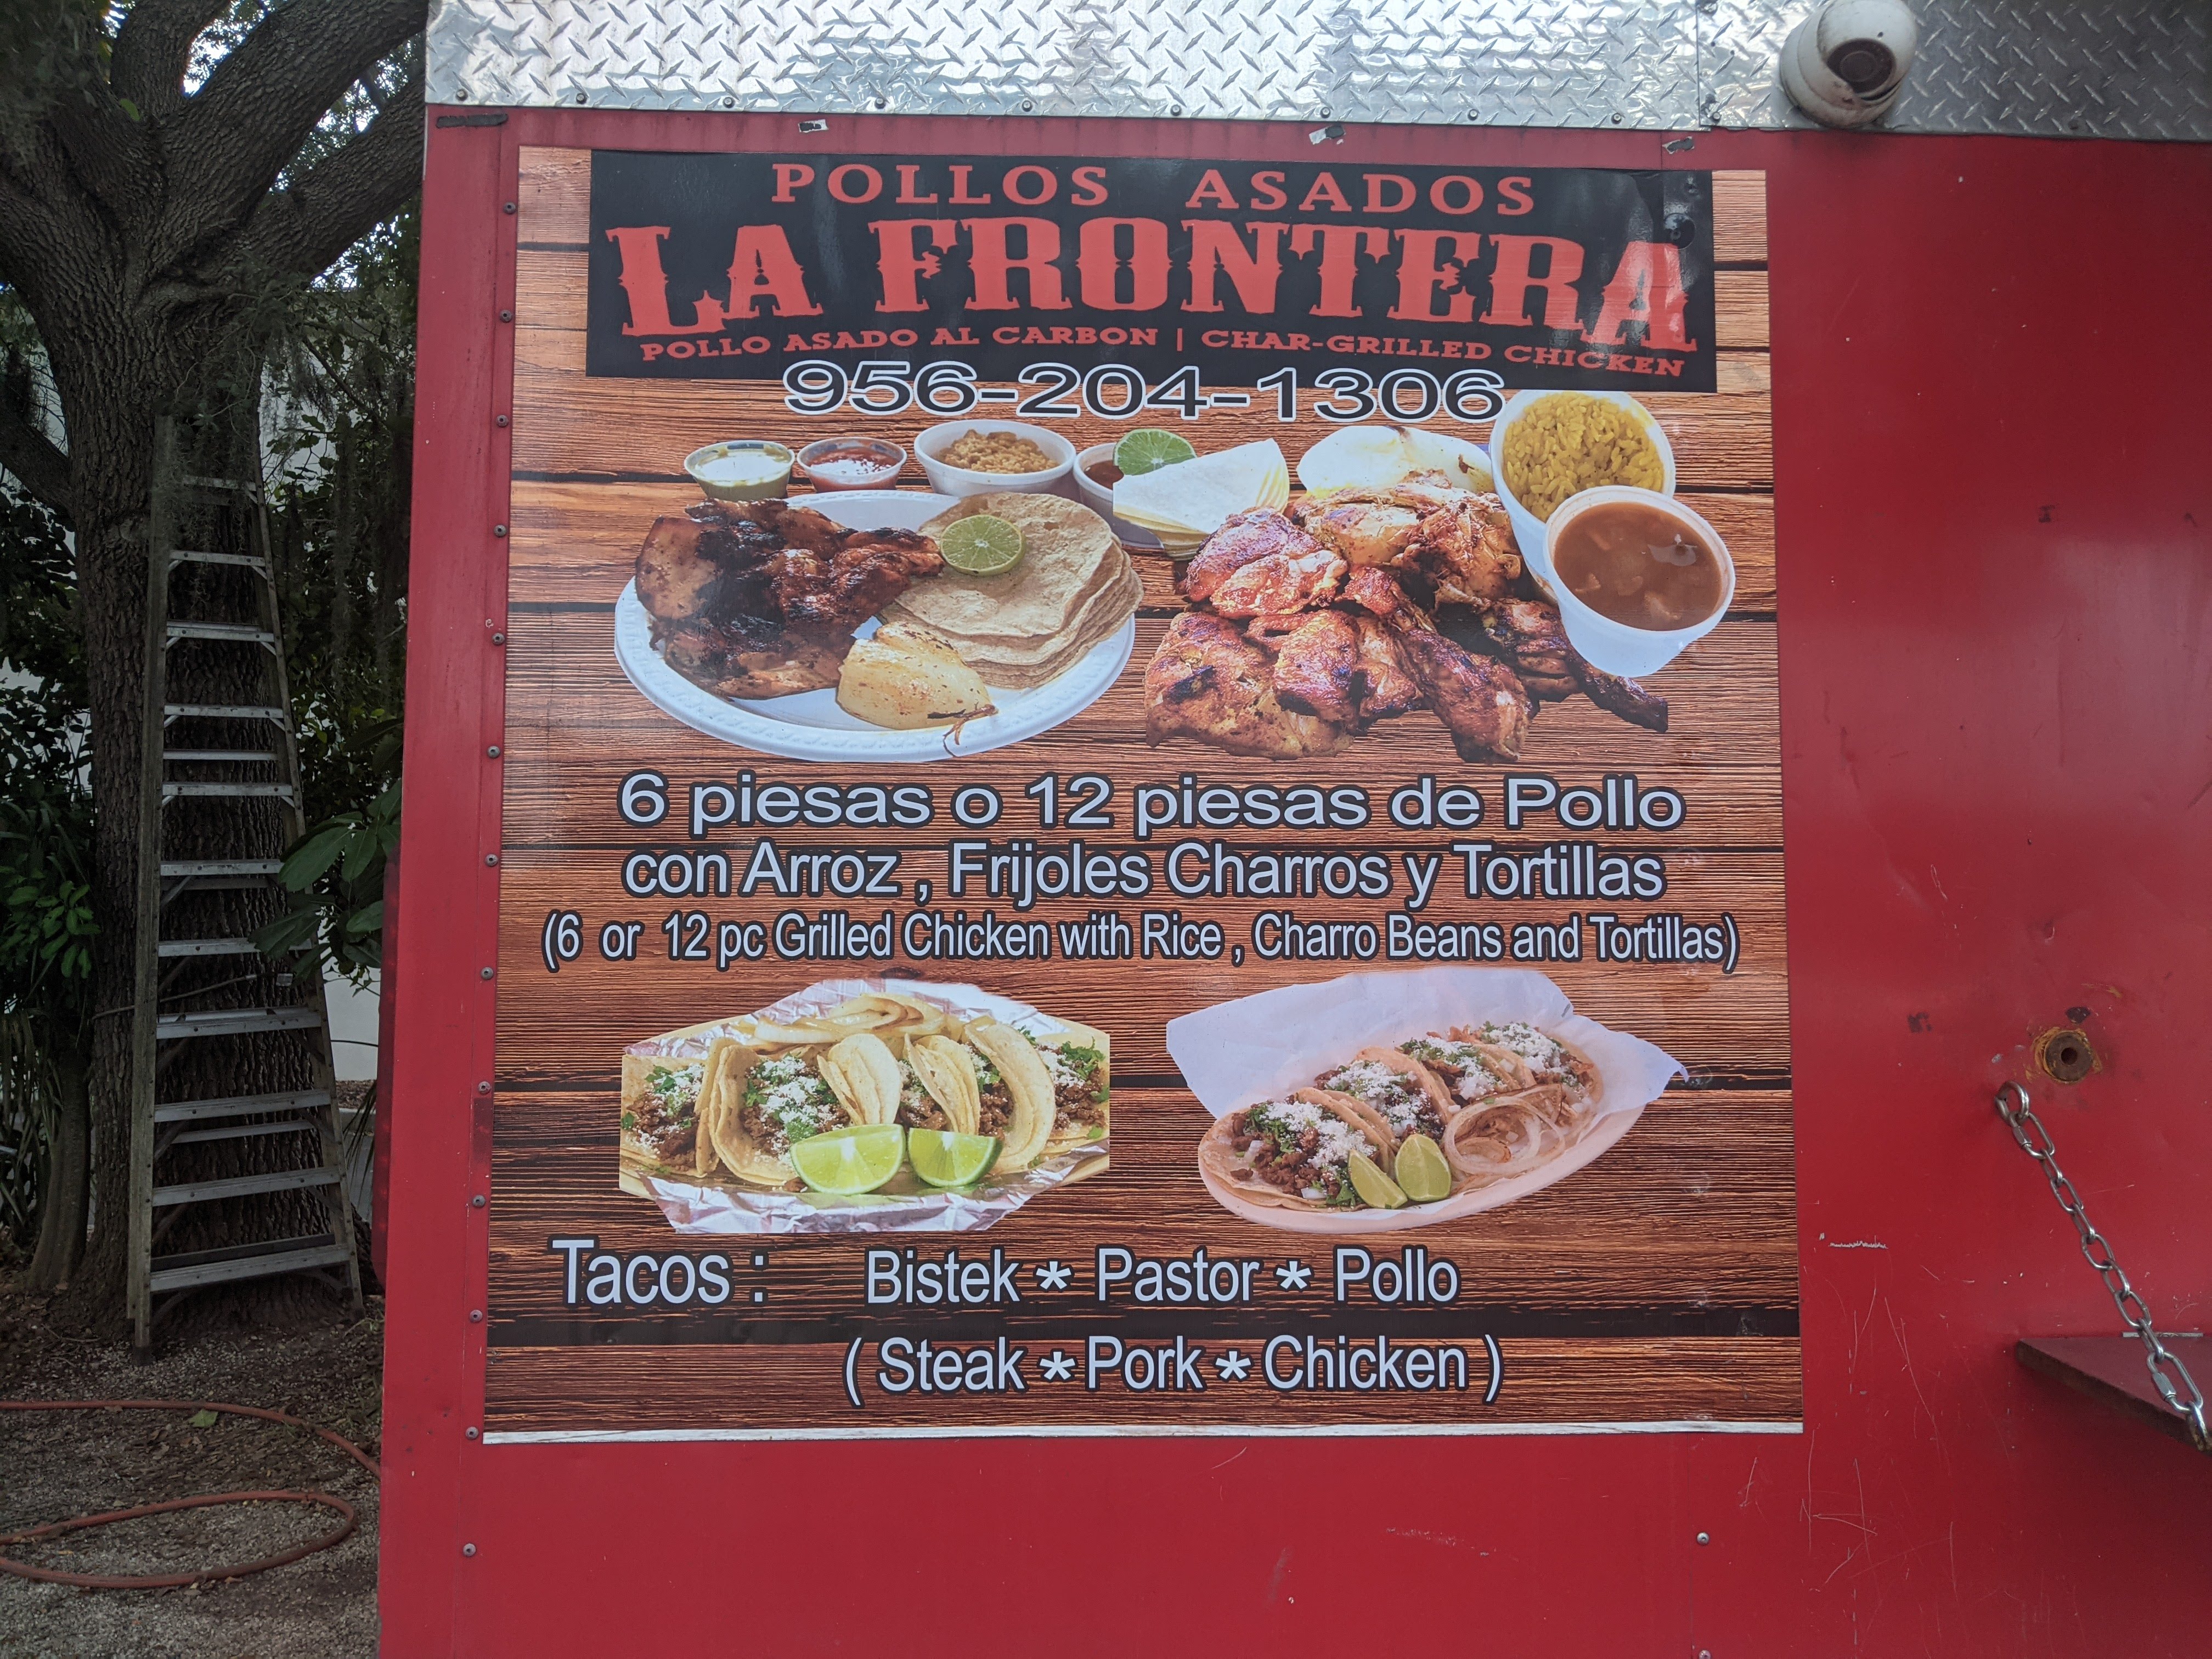 POLLOS ASADOS
LA FRONTERA
POLLO ASADO AL CARBON | CHAR-GRILLED CHICKEN
956-204-1306
6 piesas o 12 piesas de Pollo
con Arroz , Frijoles Charros y Tortillas
(6 or 12 pc Grilled Chicken with Rice , Charro Beans and Tortillas)
Tacos : Bistek * Pastor * Pollo
( Steak * Pork * Chicken )